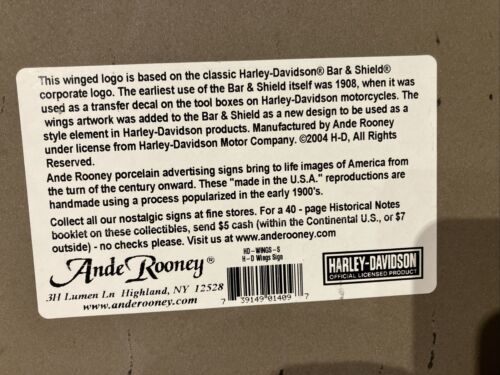 This winged logo is based on the classic Harley-Davidson® Bar & Shield®
corporate logo. The earliest use of the Bar & Shield itself was 1908, when it was
used as a transfer decal on the tool boxes on Harley-Davidson motorcycles. The
wings artwork was added to the Bar & Shield as a new design to be used as a
style element in Harley-Davidson products. Manufactured by Ande Rooney
under license from Harley-Davidson Motor Company. ©2004 H-D, All Rights
Reserved.
Ande Rooney porcelain advertising signs bring to life images of America from
the turn of the century onward. These "made in the U.S.A." reproductions are
handmade using a process popularized in the early 1900's.
Collect all our nostalgic signs at fine stores. For a 40 - page Historical Notes
booklet on these collectibles, send $5 cash (within the Continental U.S., or $7
outside) - no checks please. Visit us at www.anderooney.com
Ande Rooney®
3H Lumen Ln Highland, NY 12528
www.anderooney.com
HD-WINGS-S
H-D Wings Sign
7 39149 01409 7
HARLEY-DAVIDSON
OFFICIAL LICENSED PRODUCT